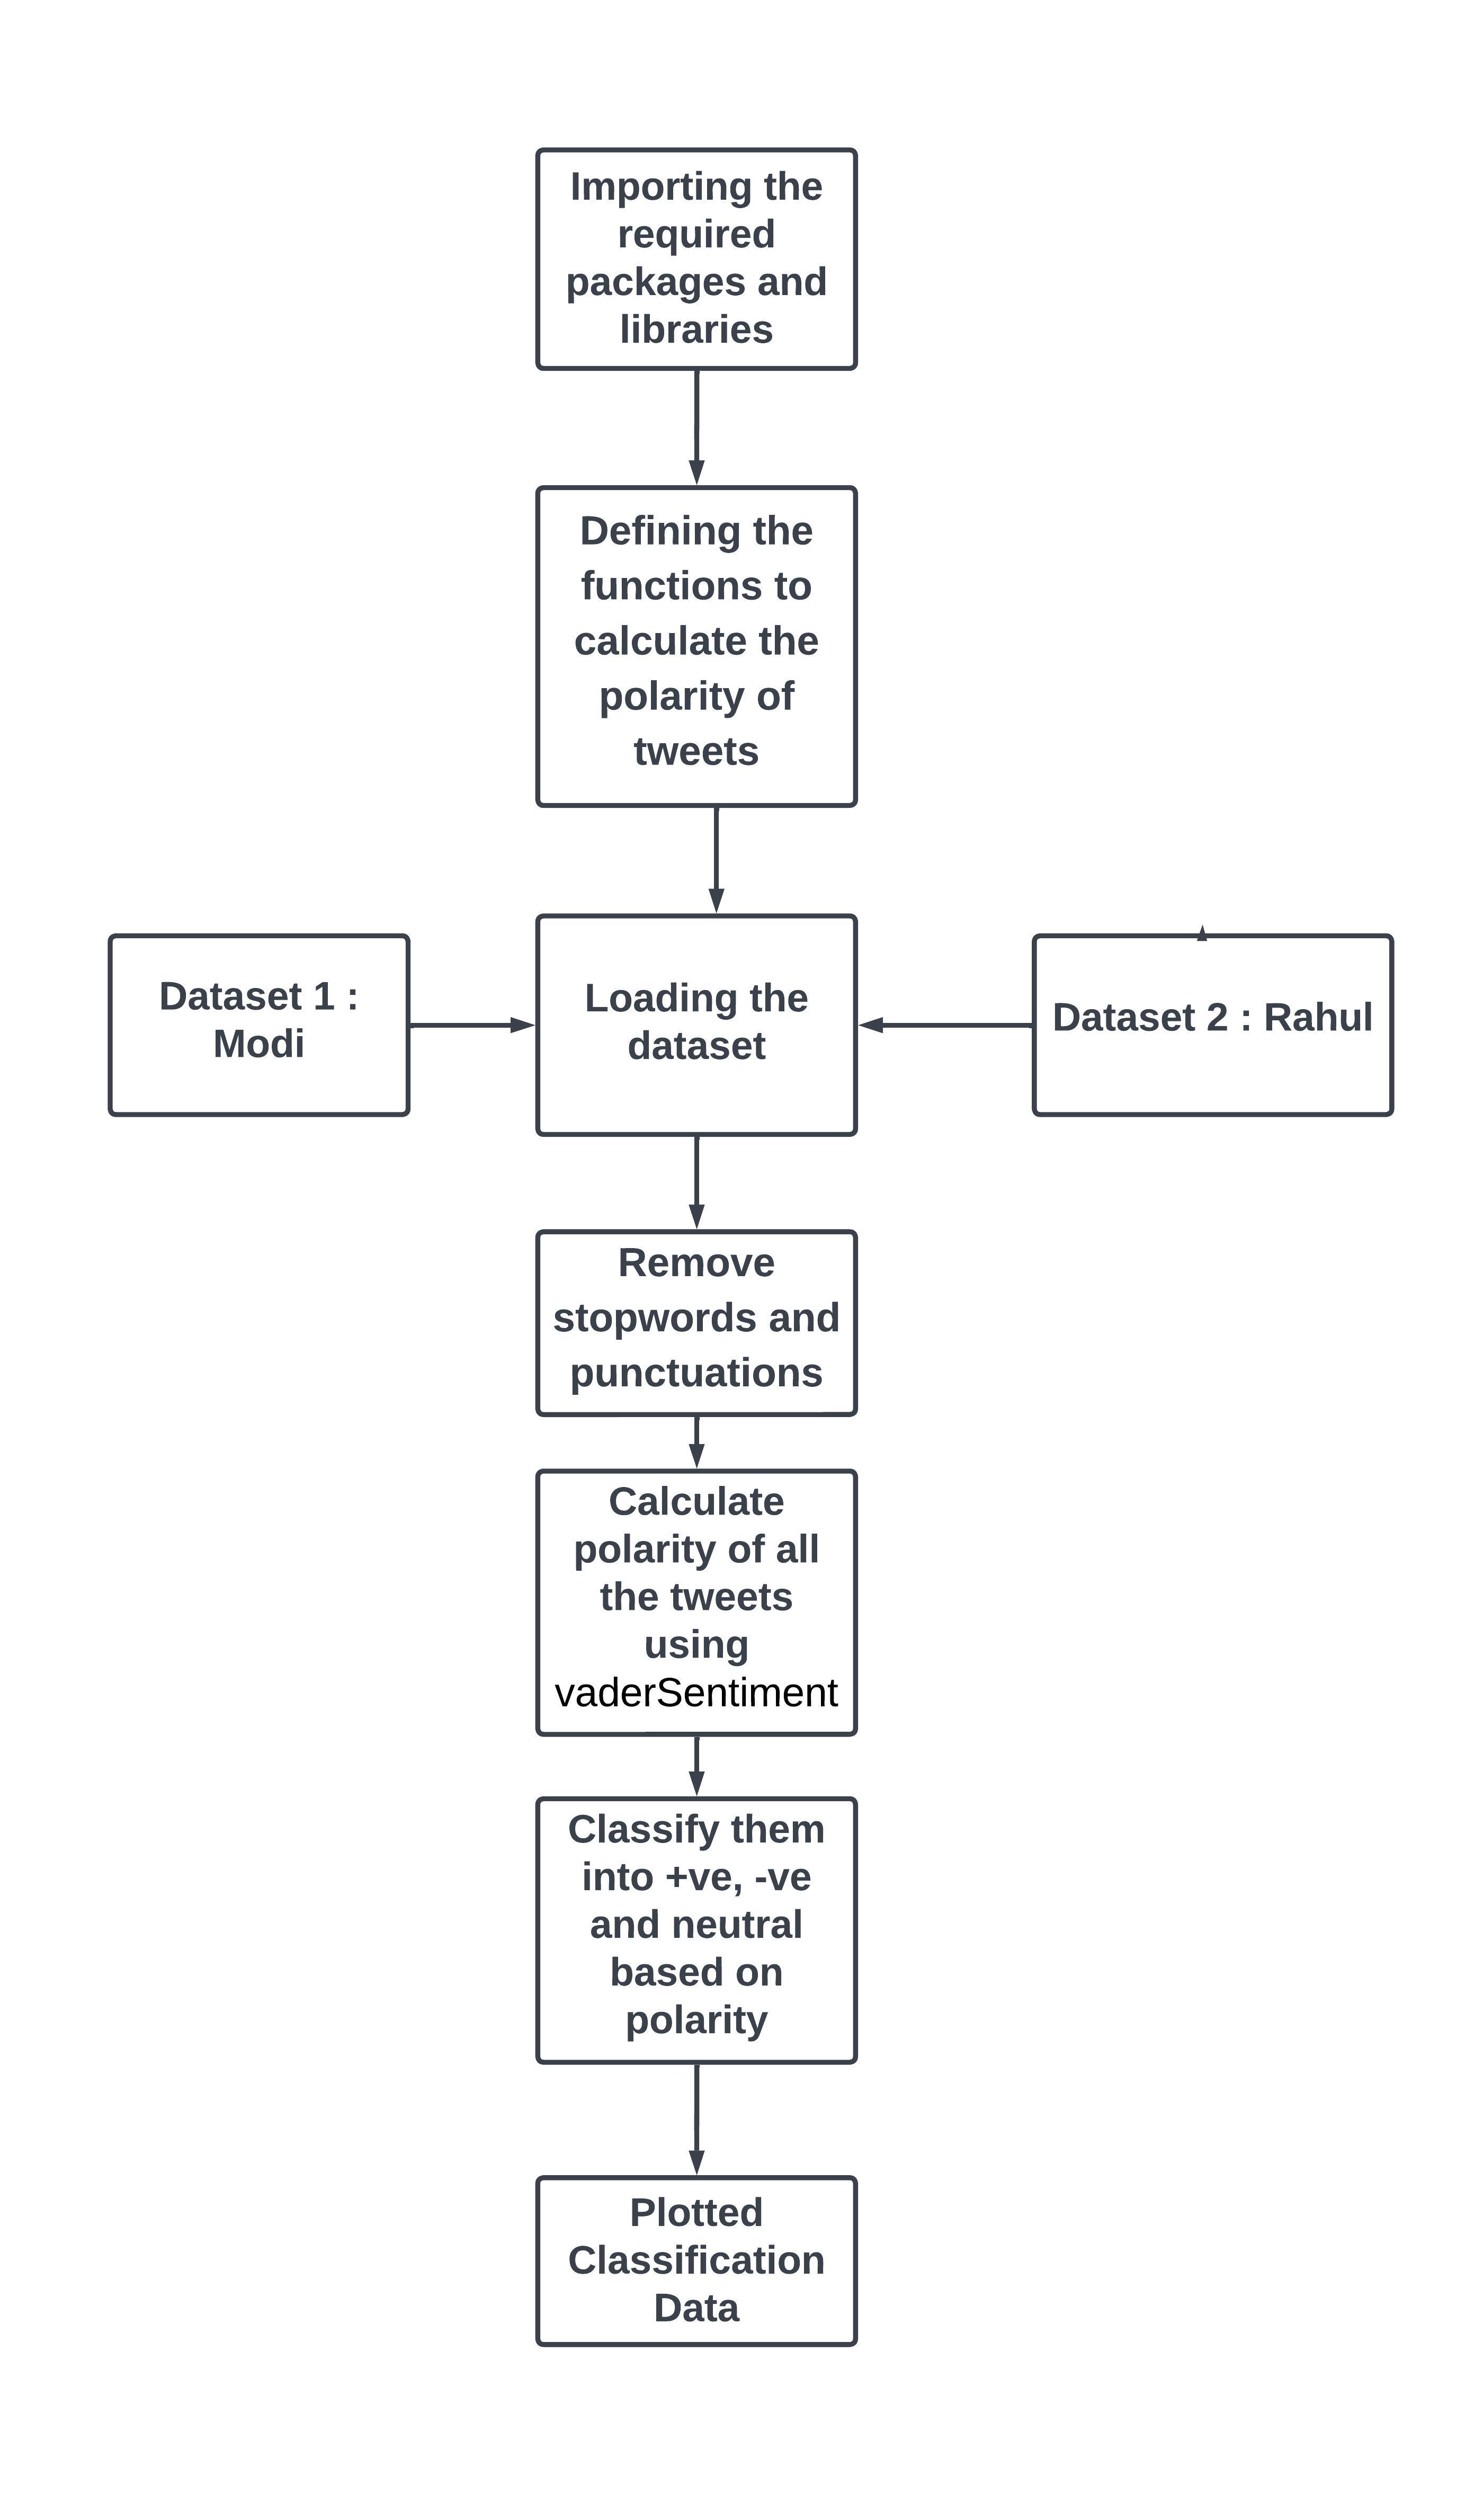 Importing the
required
packages and
libraries
Defining the
functions to
calculate the
polarity of
tweets
Dataset 1 :
Modi
Loading the
dataset
Dataset 2 : Rahul
Remove
stopwords and
punctuations
Calculate
polarity of all
the tweets
using
vaderSentiment
Classify them
into +ve, -ve
and neutral
based on
polarity
Plotted
Classification
Data